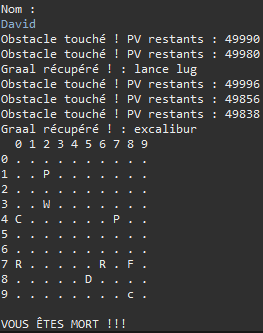 Nom :
David
Obstacle touché ! PV restants : 49990
Obstacle touché ! PV restants : 49980
Graal récupéré ! : lance lug
Obstacle touché ! PV restants : 49996
Obstacle touché ! PV restants : 49856
Obstacle touché ! PV restants : 49838
Graal récupéré ! : excalibur
  0 1 2 3 4 5 6 7 8 9
0 . . . . . . . . . .
1 . . P . . . . . . .
2 . . . . . . . . . .
3 . . W . . . . . . .
4 C . . . . . . P . .
5 . . . . . . . . . .
6 . . . . . . . . . .
7 R . . . . . R . F .
8 . . . . . D . . . .
9 . . . . . . . . c .
VOUS ÊTES MORT !!!